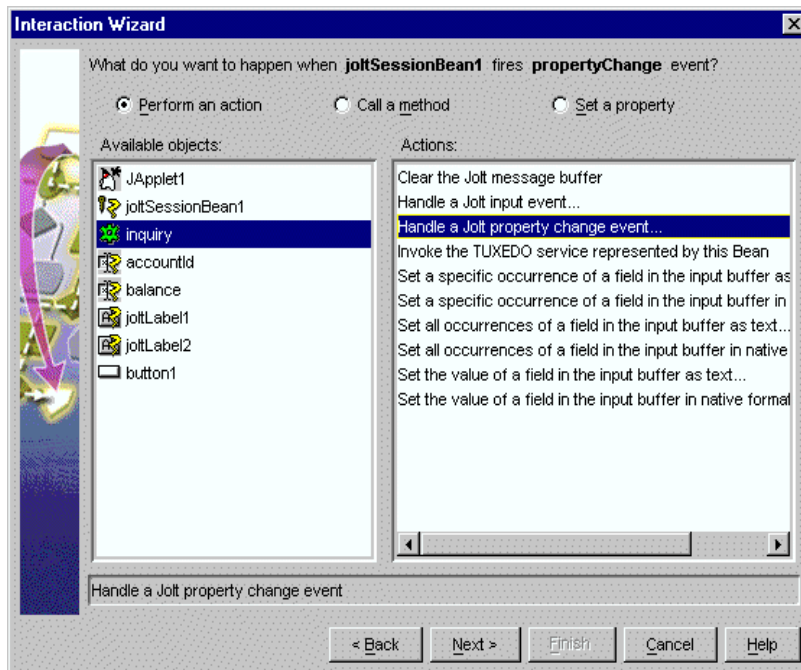 Interaction Wizard
What do you want to happen when joltSessionBean1 fires propertyChange event?
Perform an action
Call a method
Set a property
Available objects:
Actions:
JApplet1
joltSessionBean1
inquiry
accountId
balance
joltLabel1
joltLabel2
button1
Clear the Jolt message buffer
Handle a Jolt input event...
Handle a Jolt property change event...
Invoke the TUXEDO service represented by this Bean
Set a specific occurrence of a field in the input buffer as
Set a specific occurrence of a field in the input buffer in
Set all occurrences of a field in the input buffer as text...
Set all occurrences of a field in the input buffer in native
Set the value of a field in the input buffer as text...
Set the value of a field in the input buffer in native format
Handle a Jolt property change event
< Back
Next >
Finish
Cancel
Help